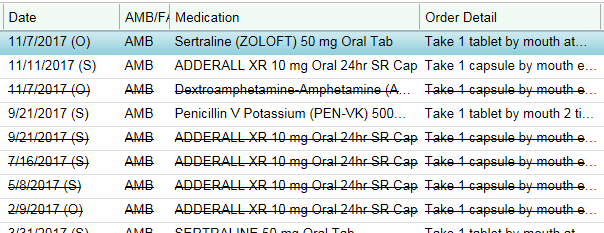 Date AMB/FA Medication Order Detail
11/7/2017 (O) AMB Sertraline (ZOLOFT) 50 mg Oral Tab Take 1 tablet by mouth at...
11/11/2017 (S) AMB ADDERALL XR 10 mg Oral 24hr SR Cap Take 1 capsule by mouth e...
11/7/2017 (O) AMB Dextroamphetamine-Amphetamine (A... Take 1 capsule by mouth e...
9/21/2017 (S) AMB Penicillin V Potassium (PEN-VK) 500... Take 1 tablet by mouth 2 ti...
9/21/2017 (S) AMB ADDERALL XR 10 mg Oral 24hr SR Cap Take 1 capsule by mouth e...
7/16/2017 (S) AMB ADDERALL XR 10 mg Oral 24hr SR Cap Take 1 capsule by mouth e...
5/8/2017 (S) AMB ADDERALL XR 10 mg Oral 24hr SR Cap Take 1 capsule by mouth e...
2/9/2017 (O) AMB ADDERALL XR 10 mg Oral 24hr SR Cap Take 1 capsule by mouth e...
3/31/2017 (S) AMB SERTRALINE 50 mg Oral Tab Take 1 tablet by mouth e...